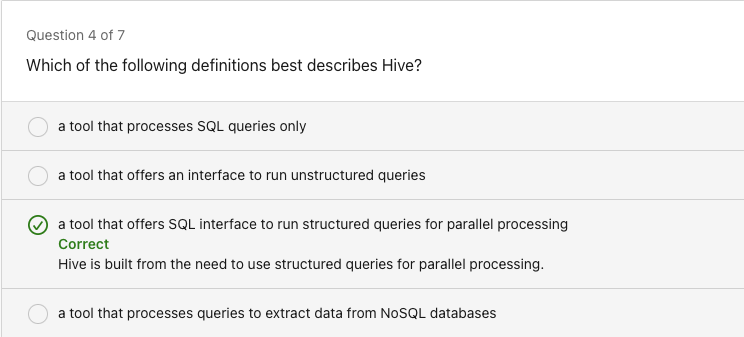 Question 4 of 7
Which of the following definitions best describes Hive?
a tool that processes SQL queries only
a tool that offers an interface to run unstructured queries
a tool that offers SQL interface to run structured queries for parallel processing
Correct
Hive is built from the need to use structured queries for parallel processing.
a tool that processes queries to extract data from NoSQL databases